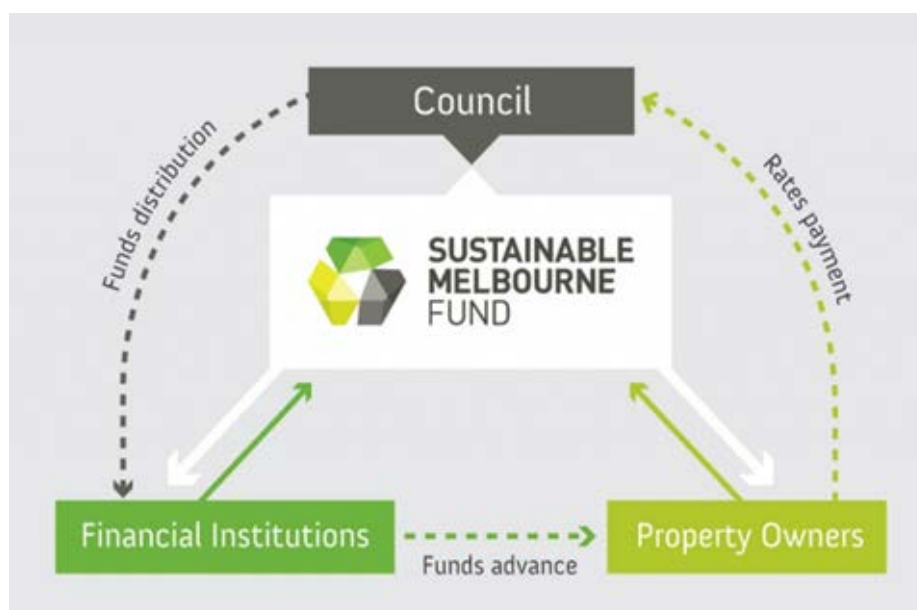 Council
Funds distribution
Rates payment
SUSTAINABLE
MELBOURNE
FUND
Financial Institutions
Funds advance
Property Owners